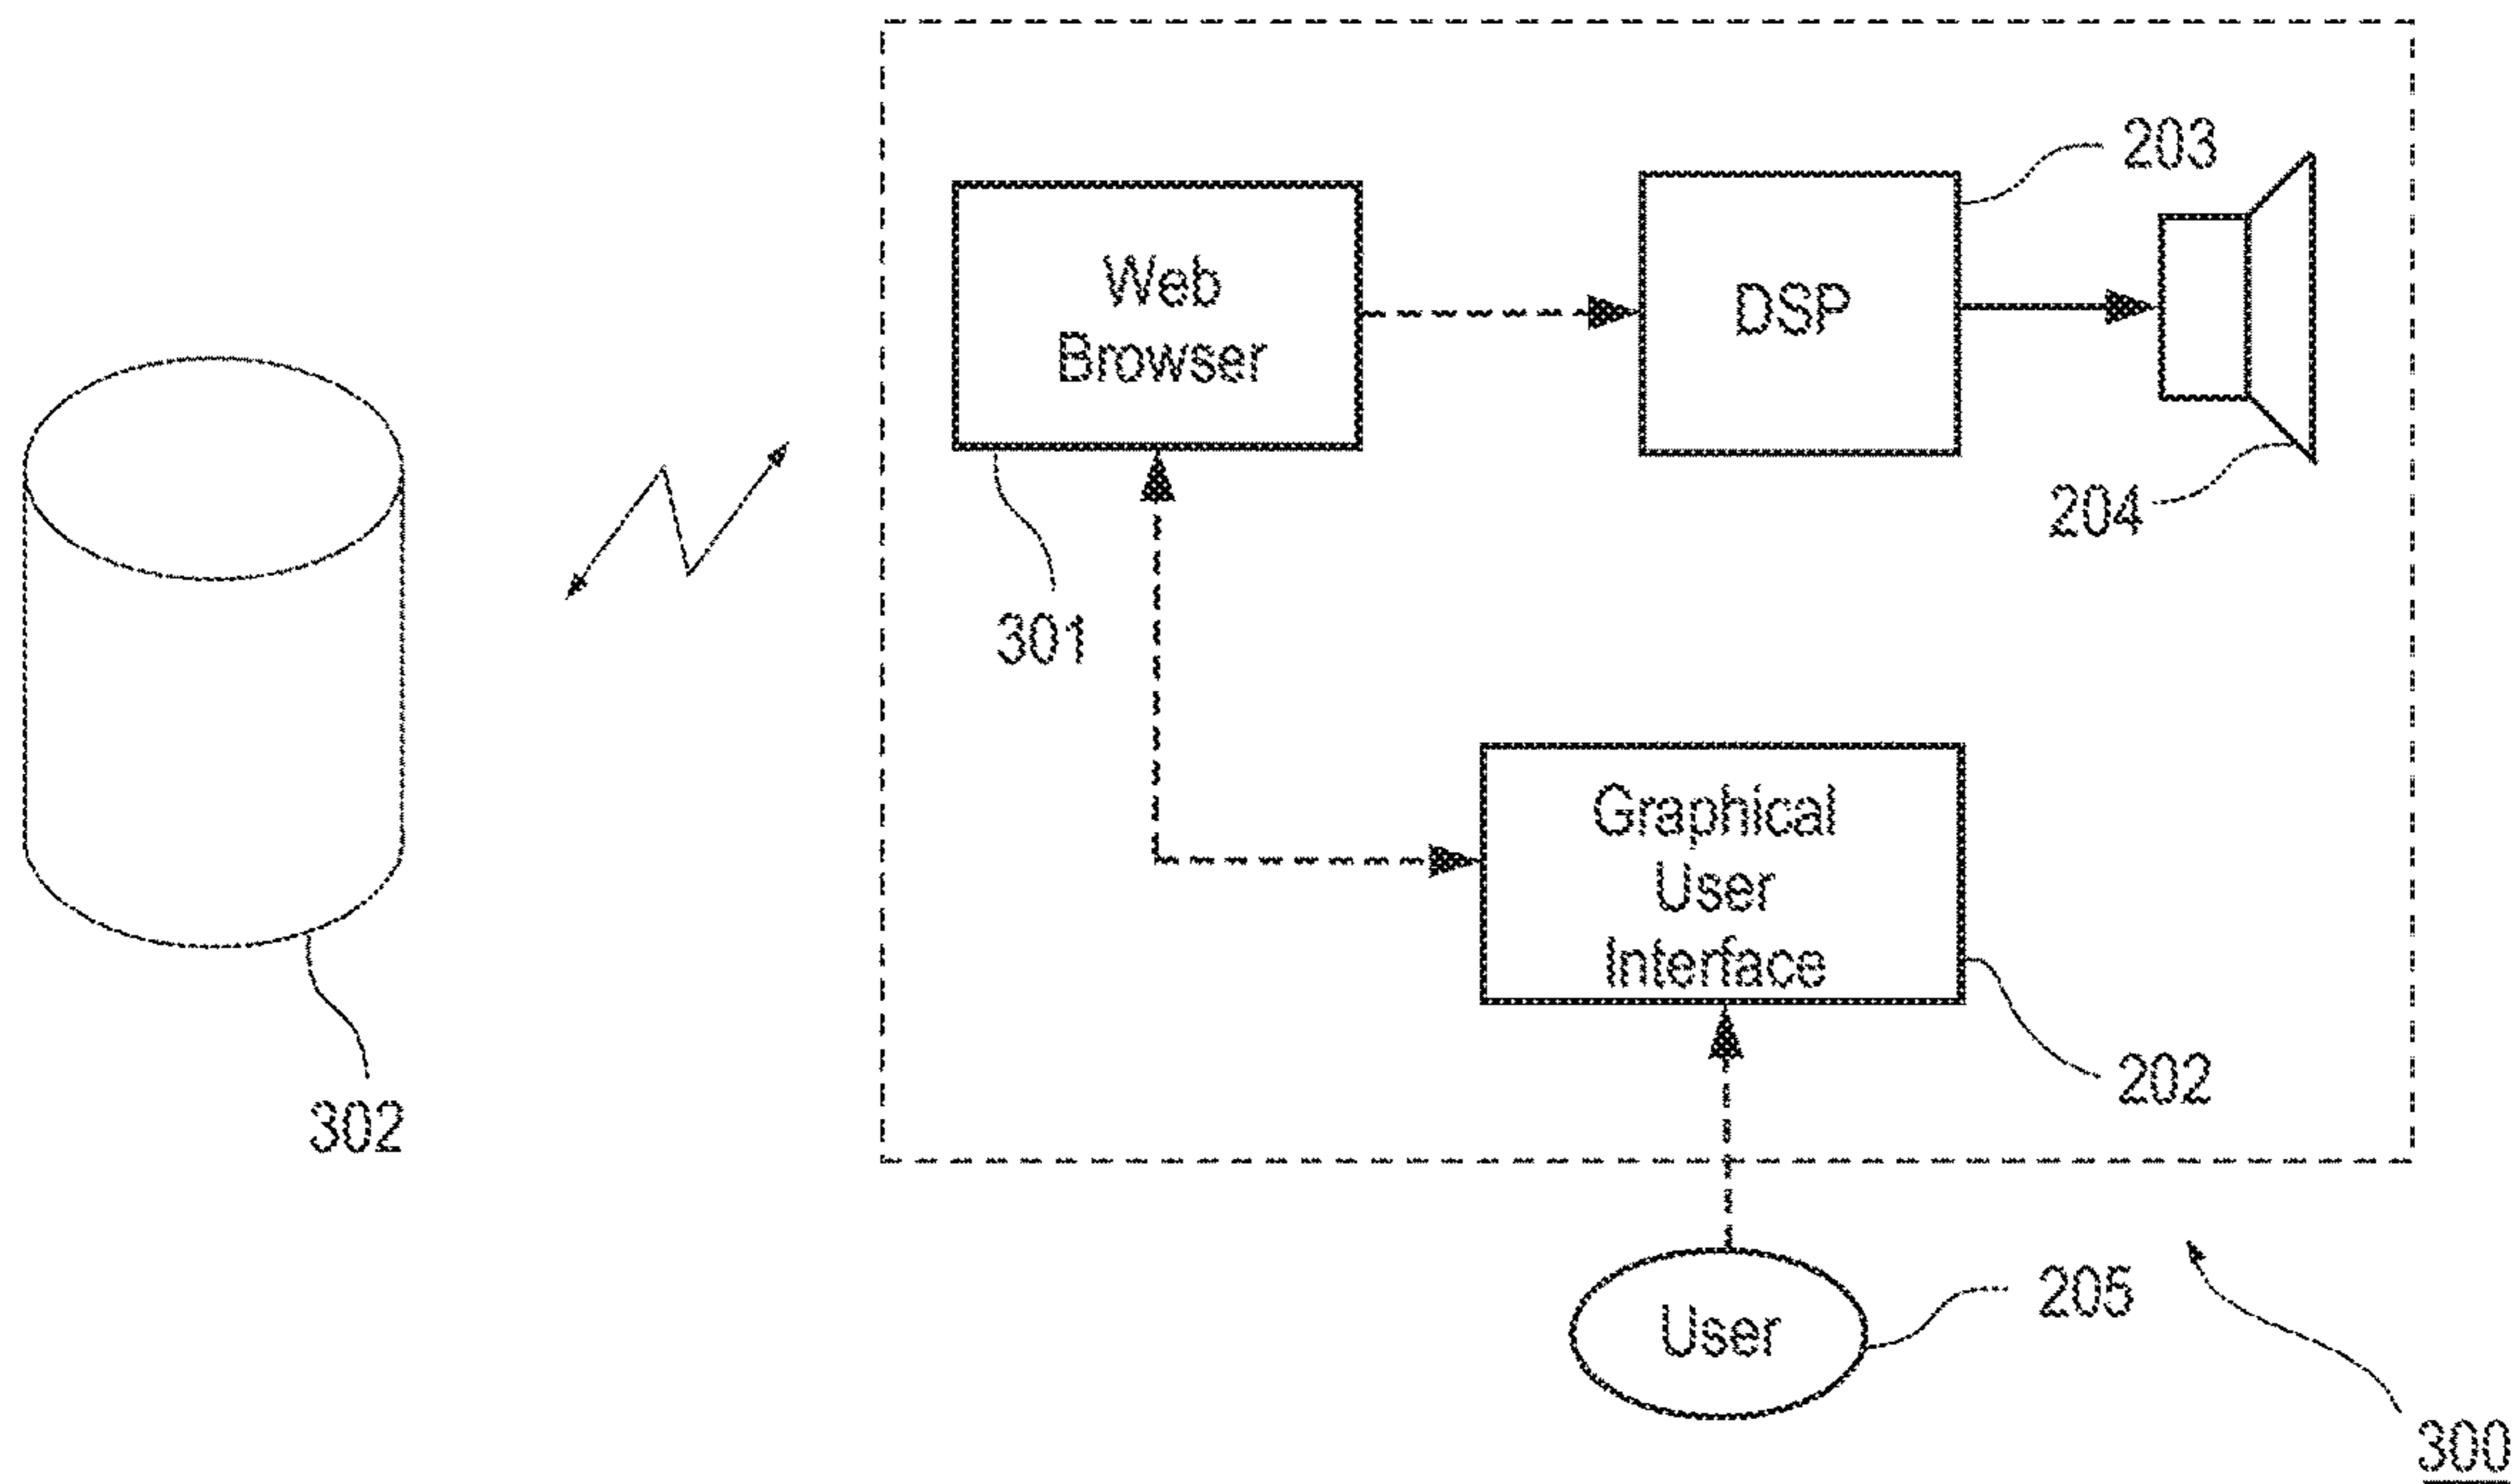 203
Web
Browser
DSP
204
301
Graphical
User
Interface
202
302
205
User
300